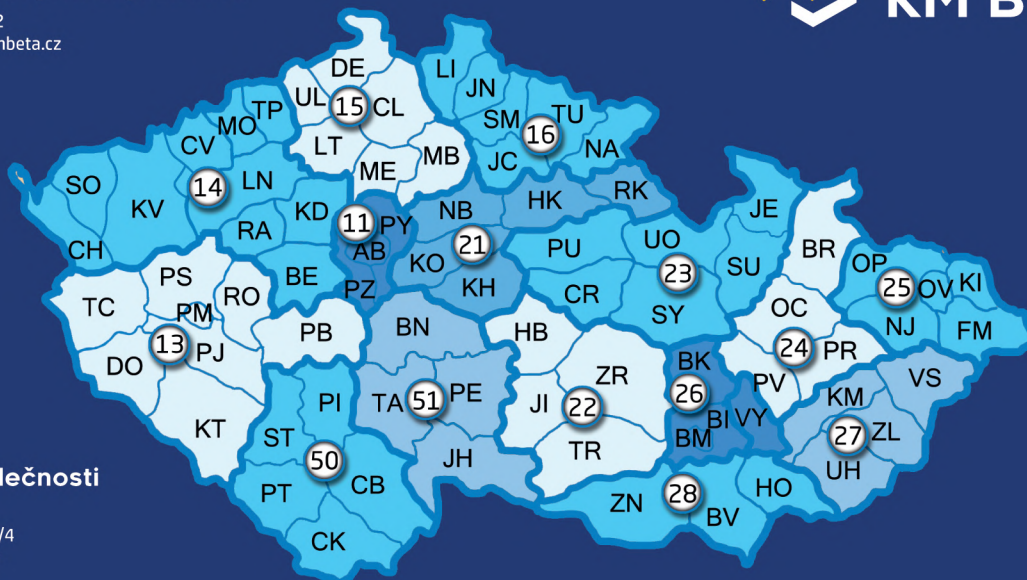 2
nbeta.cz
KM B
DE
LI
JN
UL
15
CL
TP
MO
SM
TU
16
CV
LT
MB
JC
NA
ME
SO
14
LN
KV
KD
HK
RK
NB
JE
11
PY
RA
AB
21
PU
UO
BR
CH
KO
23
SU
OP
PS
BE
PZ
KH
CR
25
OV
KI
TC
RO
PM
SY
OC
NJ
FM
PB
BN
HB
13
PJ
24
PR
DO
BK
ZR
PV
VS
PI
TA
51
PE
JI
22
26
KM
KT
ST
BI
VY
BM
27
ZL
TR
50
JH
UH
lečnosti
PT
CB
ZN
28
HO
BV
/4
CK